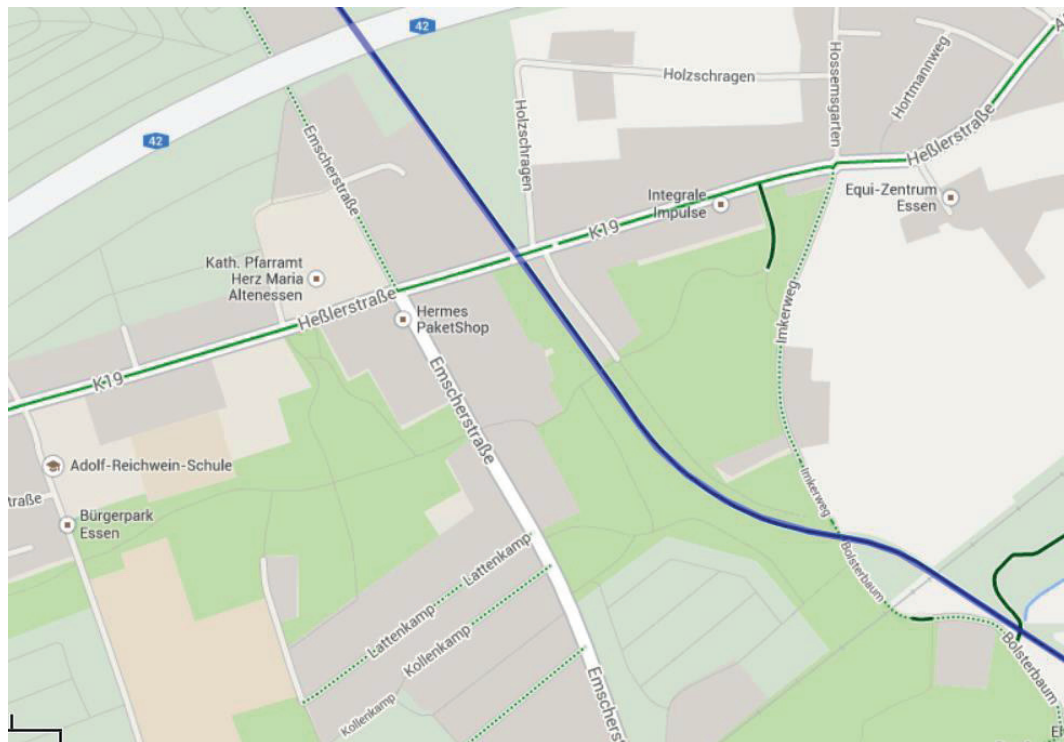 42
42
Holzschragen
Holzschragen
Hossemsgarten
Hortmannweg
Heßlerstraße
Emscherstraße
Integrale
Impulse
Equi-Zentrum
Essen
K19
Kath. Pfarramt
Herz Maria
Altenessen
Heßlerstraße
Hermes
PaketShop
Imkerweg
K19
Emscherstraße
Adolf-Reichwein-Schule
traße
Bürgerpark
Essen
Imkerweg
Bolsterbaum
Lattenkamp
Lattenkamp
Kollenkamp
Kollenkamp
Emscherstraße
Bolsterbaum